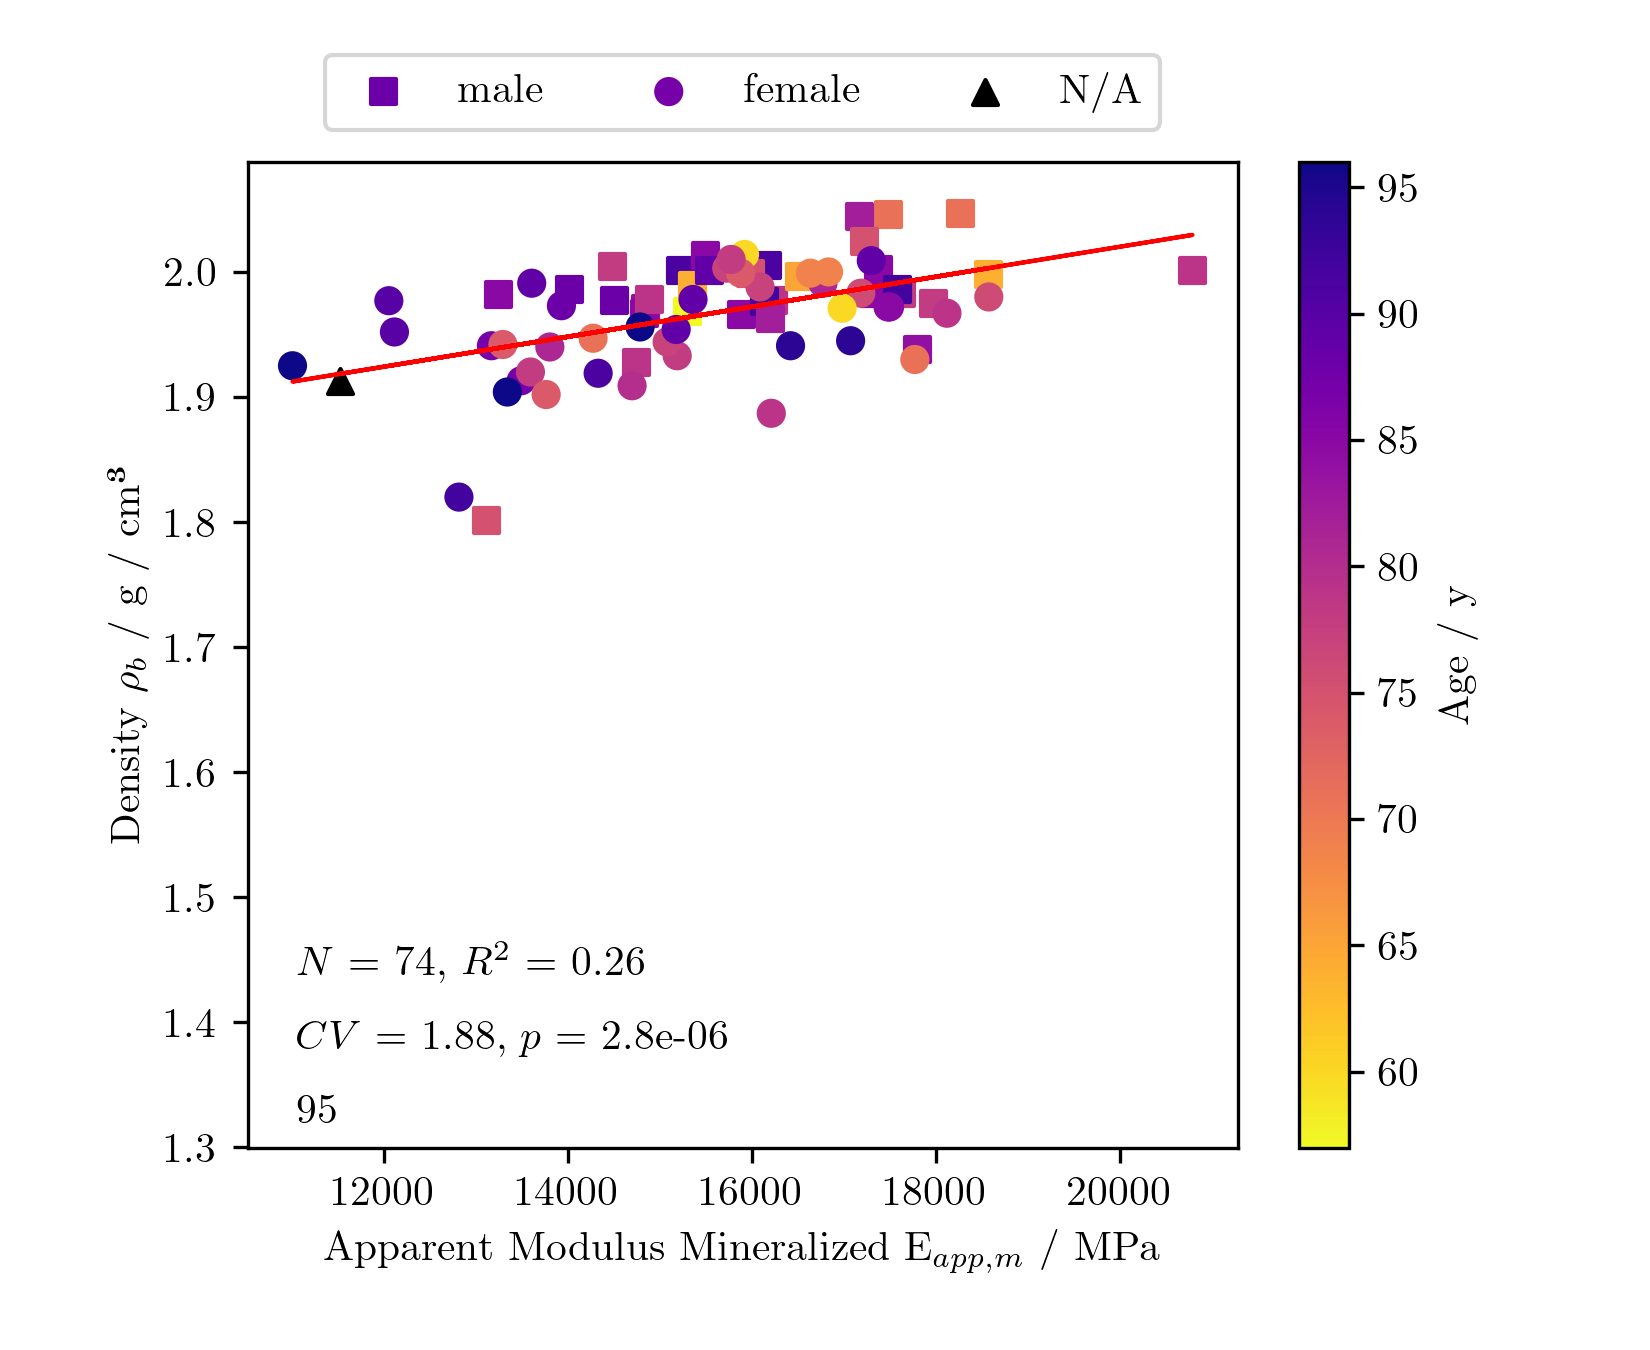 male female N/A
2.0
1.9
1.8
1.7
1.6
1.5
1.4
1.3
Density ρb / g / cm³
N = 74, R² = 0.26
CV = 1.88, p = 2.8e-06
95
12000 14000 16000 18000 20000
Apparent Modulus Mineralized Eapp,m / MPa
95
90
85
80
75
70
65
60
Age / y